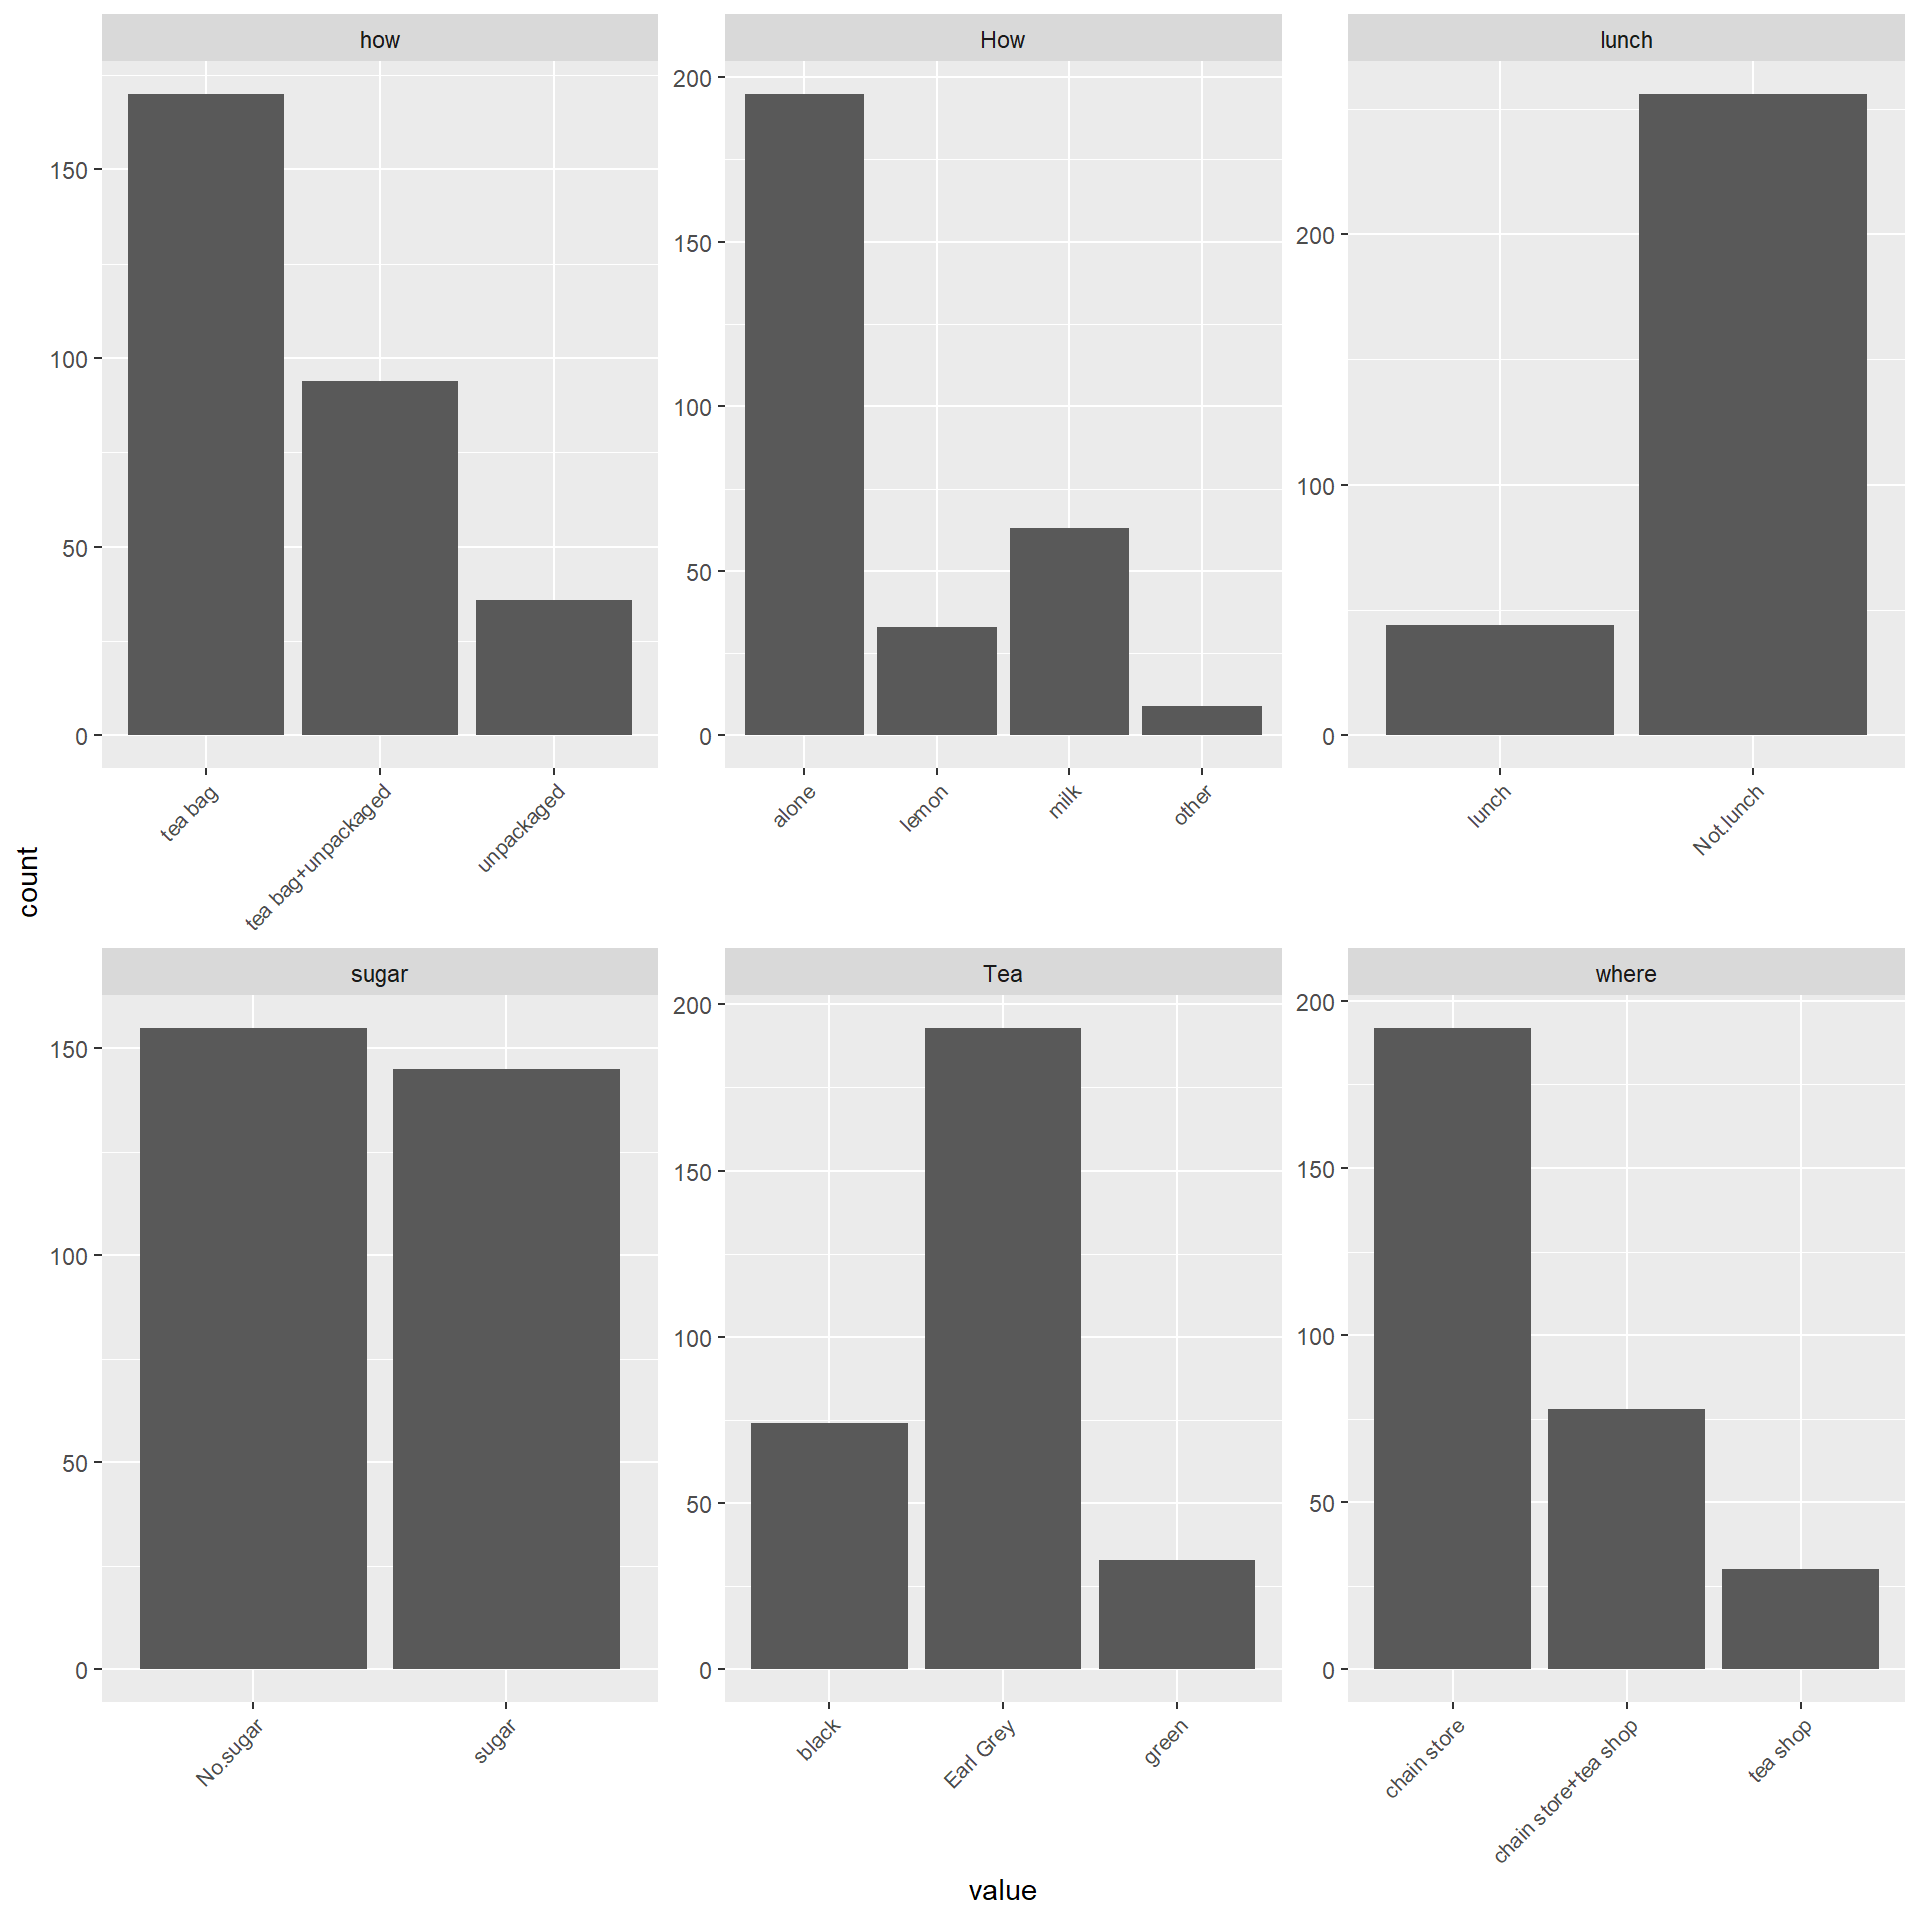 how
How
lunch
150
100
50
0
200
150
100
50
0
200
100
0
tea bag
tea bag+unpackaged
unpackaged
alone
lemon
milk
other
lunch
Not.lunch
count
sugar
Tea
where
150
100
50
0
200
150
100
50
0
200
150
100
50
0
No.sugar
sugar
black
Earl Grey
green
chain store
chain store+tea shop
tea shop
value